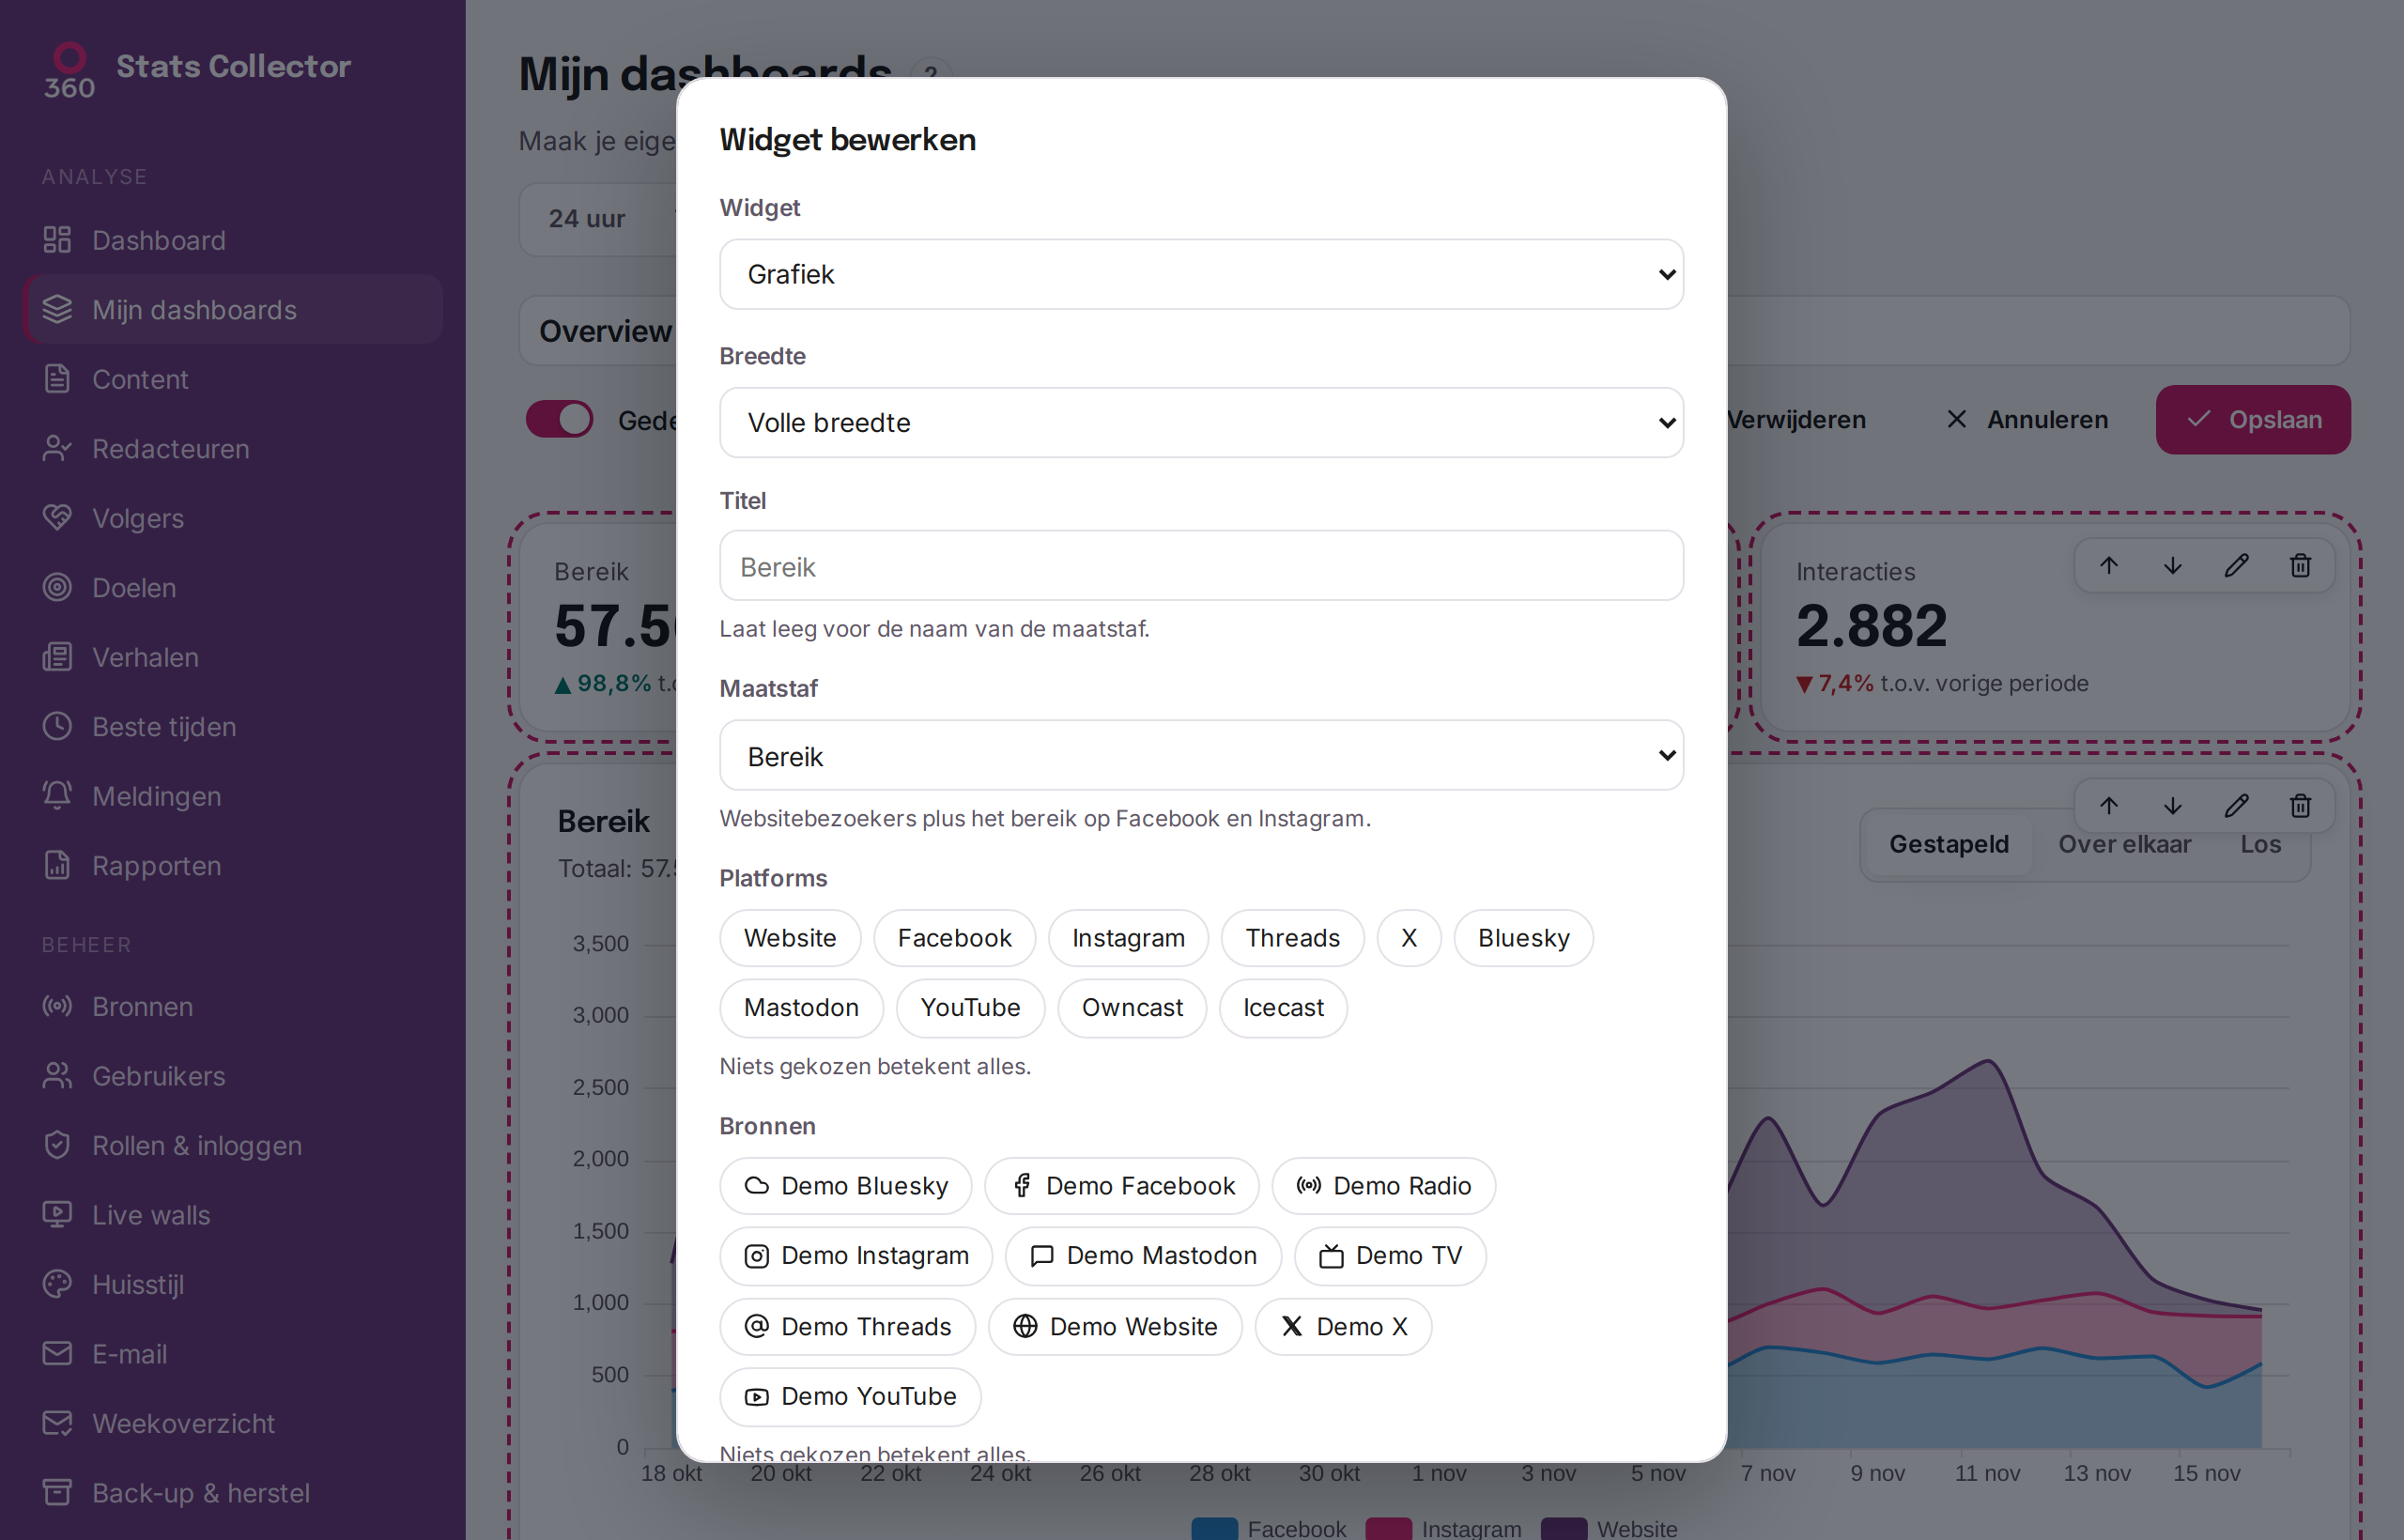 360 Stats Collector
ANALYSE
Dashboard
Mijn dashboards
Content
Redacteuren
Volgers
Doelen
Verhalen
Beste tijden
Meldingen
Rapporten
BEHEER
Bronnen
Gebruikers
Rollen & inloggen
Live walls
Huisstijl
E-mail
Weekoverzicht
Back-up & herstel
Mijn dashboards 2
Maak je eige
24 uur
Overview
Gede
Verwijderen
Annuleren
Opslaan
Bereik
57.5
98,8% t.o
Interacties
2.882
7,4% t.o.v. vorige periode
Bereik
Totaal: 57.
Gestapeld
Over elkaar
Los
3,500
3,000
2,500
2,000
1,500
1,000
500
0
18 okt 20 okt 22 okt 24 okt 26 okt 28 okt 30 okt 1 nov 3 nov 5 nov 7 nov 9 nov 11 nov 13 nov 15 nov
Facebook Instagram Website
Widget bewerken
Widget
Grafiek
Breedte
Volle breedte
Titel
Bereik
Laat leeg voor de naam van de maatstaf.
Maatstaf
Bereik
Websitebezoekers plus het bereik op Facebook en Instagram.
Platforms
Website Facebook Instagram Threads X Bluesky
Mastodon YouTube Owncast Icecast
Niets gekozen betekent alles.
Bronnen
Demo Bluesky Demo Facebook Demo Radio
Demo Instagram Demo Mastodon Demo TV
Demo Threads Demo Website Demo X
Demo YouTube
Niets gekozen betekent alles.